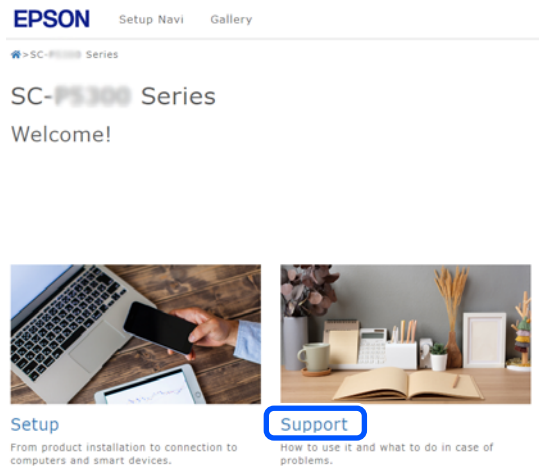 EPSON Setup Navi Gallery
>SC- Series
SC- Series
Welcome!
Setup
From product installation to connection to
computers and smart devices.
Support
How to use it and what to do in case of
problems.